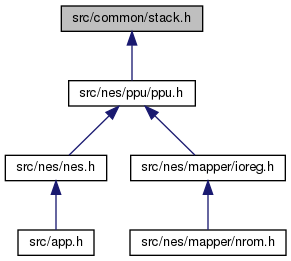 src/common/stack.h
src/nes/ppu/ppu.h
src/nes/nes.h
src/nes/mapper/ioreg.h
src/app.h
src/nes/mapper/nrom.h